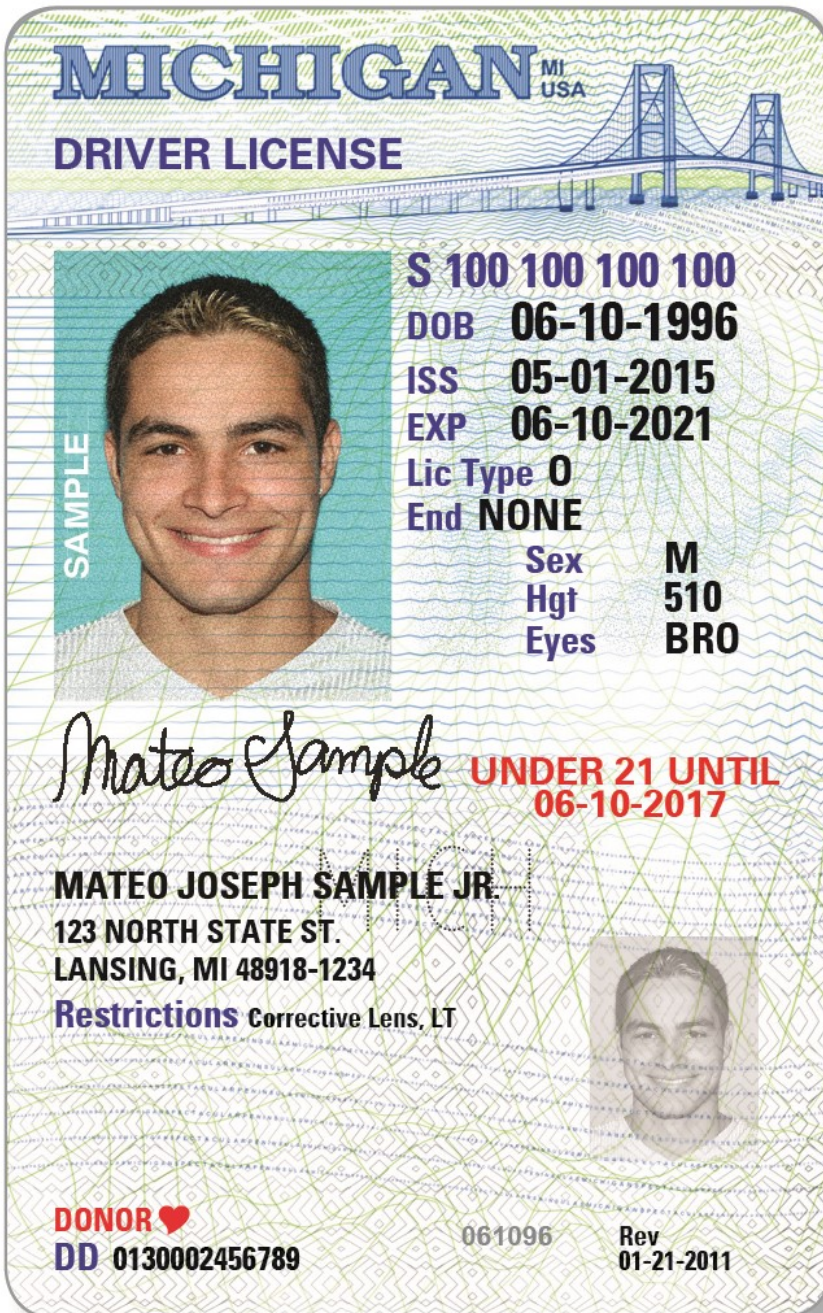 MICHIGAN MI USA
DRIVER LICENSE
SAMPLE
S 100 100 100 100
DOB 06-10-1996
ISS 05-01-2015
EXP 06-10-2021
Lic Type O
End NONE
Sex M
Hgt 510
Eyes BRO
Mateo Sample
UNDER 21 UNTIL
06-10-2017
MICH
MATEO JOSEPH SAMPLE JR.
123 NORTH STATE ST.
LANSING, MI 48918-1234
Restrictions Corrective Lens, LT
DONOR
DD 0130002456789
061096
Rev
01-21-2011